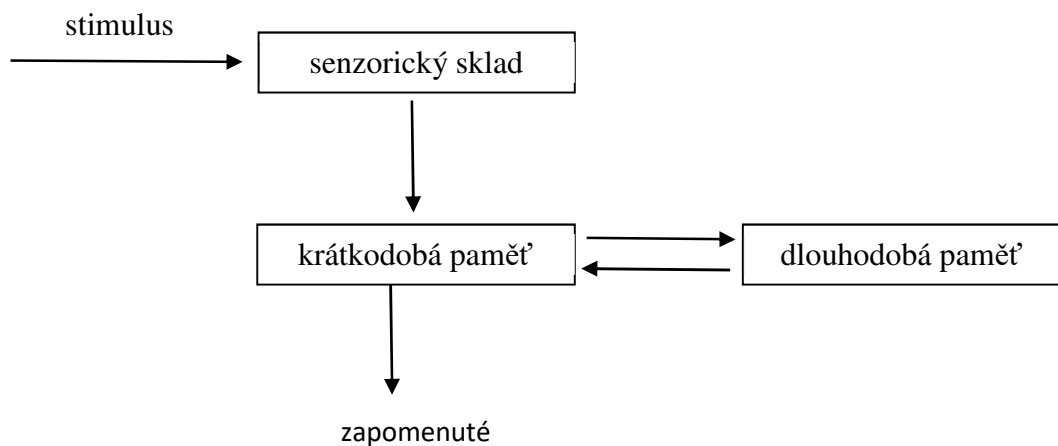 stimulus
senzorický sklad
krátkodobá paměť
dlouhodobá paměť
zapomenuté